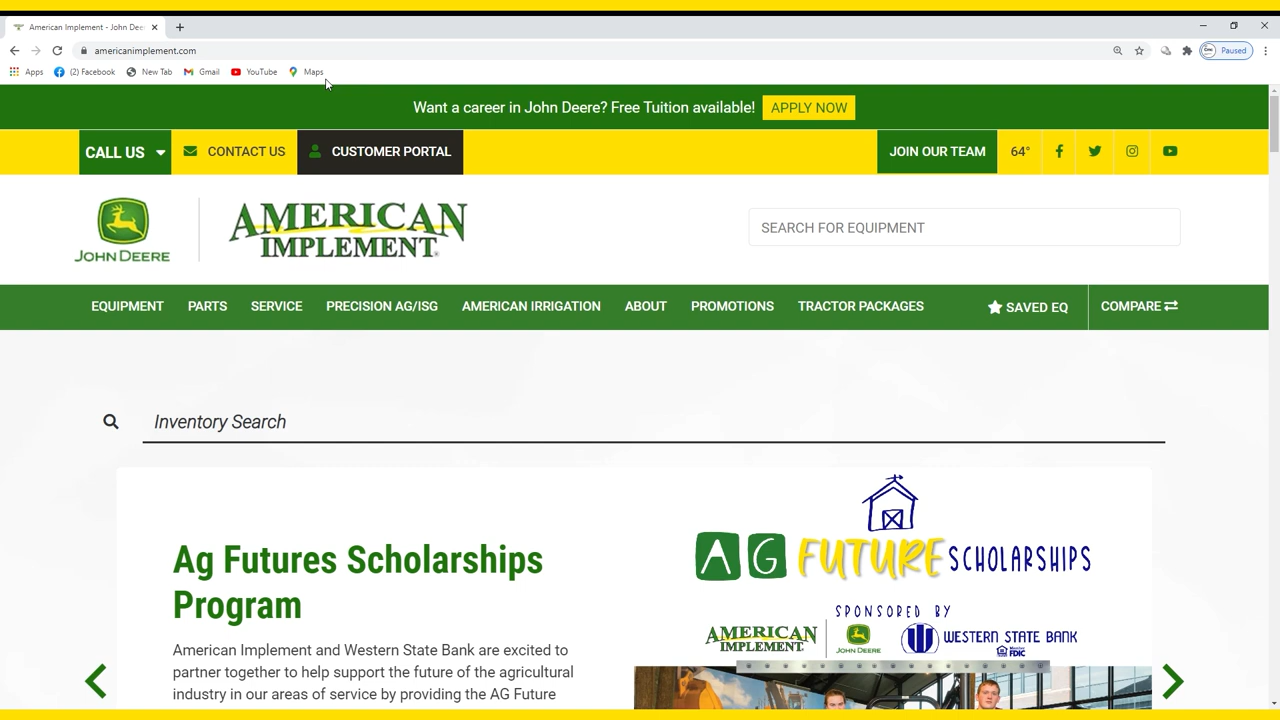 American Implement - John Dee
americanimplement.com
Paused
Apps (2) Facebook New Tab Gmail YouTube Maps
Want a career in John Deere? Free Tuition available! APPLY NOW
CALL US CONTACT US CUSTOMER PORTAL JOIN OUR TEAM 64°
JOHN DEERE
AMERICAN
IMPLEMENT®
SEARCH FOR EQUIPMENT
EQUIPMENT PARTS SERVICE PRECISION AG/ISG AMERICAN IRRIGATION ABOUT PROMOTIONS TRACTOR PACKAGES SAVED EQ COMPARE
Inventory Search
Ag Futures Scholarships
Program
American Implement and Western State Bank are excited to
partner together to help support the future of the agricultural
industry in our areas of service by providing the AG Future
AG FUTURE SCHOLARSHIPS
SPONSORED BY
AMERICAN
IMPLEMENT
JOHN DEERE
WESTERN STATE BANK
Member
FDIC